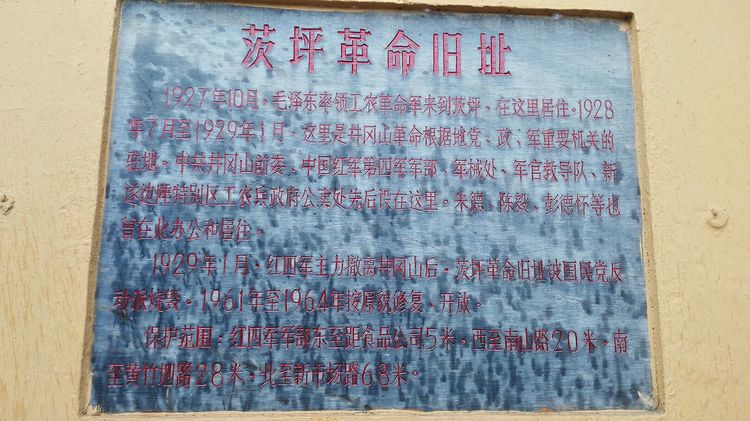 茨坪革命旧址
1927年10月,毛泽东率领工农革命军来到茨坪,在这里居住。1928
年7月至1929年1月,这里是井冈山革命根据地党、政、军重要机关的
驻地。中共井冈山前委、中国红军第四军军部、军械处、军官教导队、新
遂边陲特别区工农兵政府公卖处先后设在这里。朱德、陈毅、彭德怀等也
曾在此办公和居住。
1929年1月,红四军主力撤离井冈山后,茨坪革命旧址被国民党反
动派烧毁。1961年至1964年按原貌修复、开放。
保护范围:红四军军部东至距食品公司5米,西至南山路20米,南
至黄竹迴路28米,北至新市场路68米。